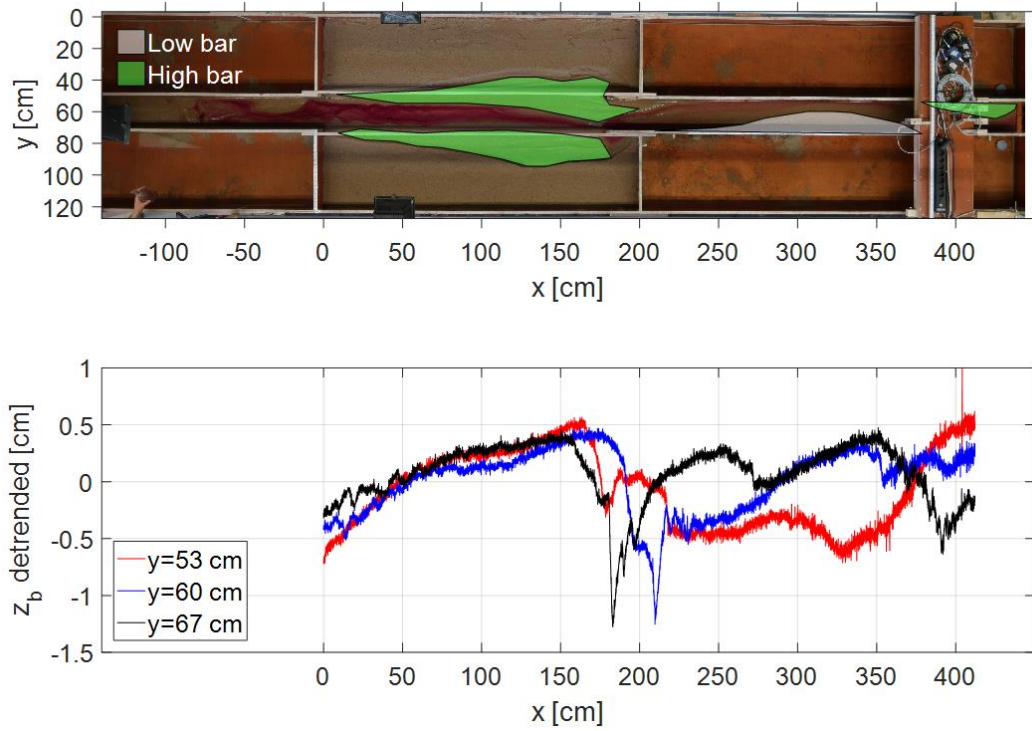 0
20
40
60
80
100
120
y [cm]
Low bar
High bar
-100 -50 0 50 100 150 200 250 300 350 400
x [cm]
1
0.5
0
-0.5
-1
-1.5
z_b detrended [cm]
y=53 cm
y=60 cm
y=67 cm
0 50 100 150 200 250 300 350 400
x [cm]